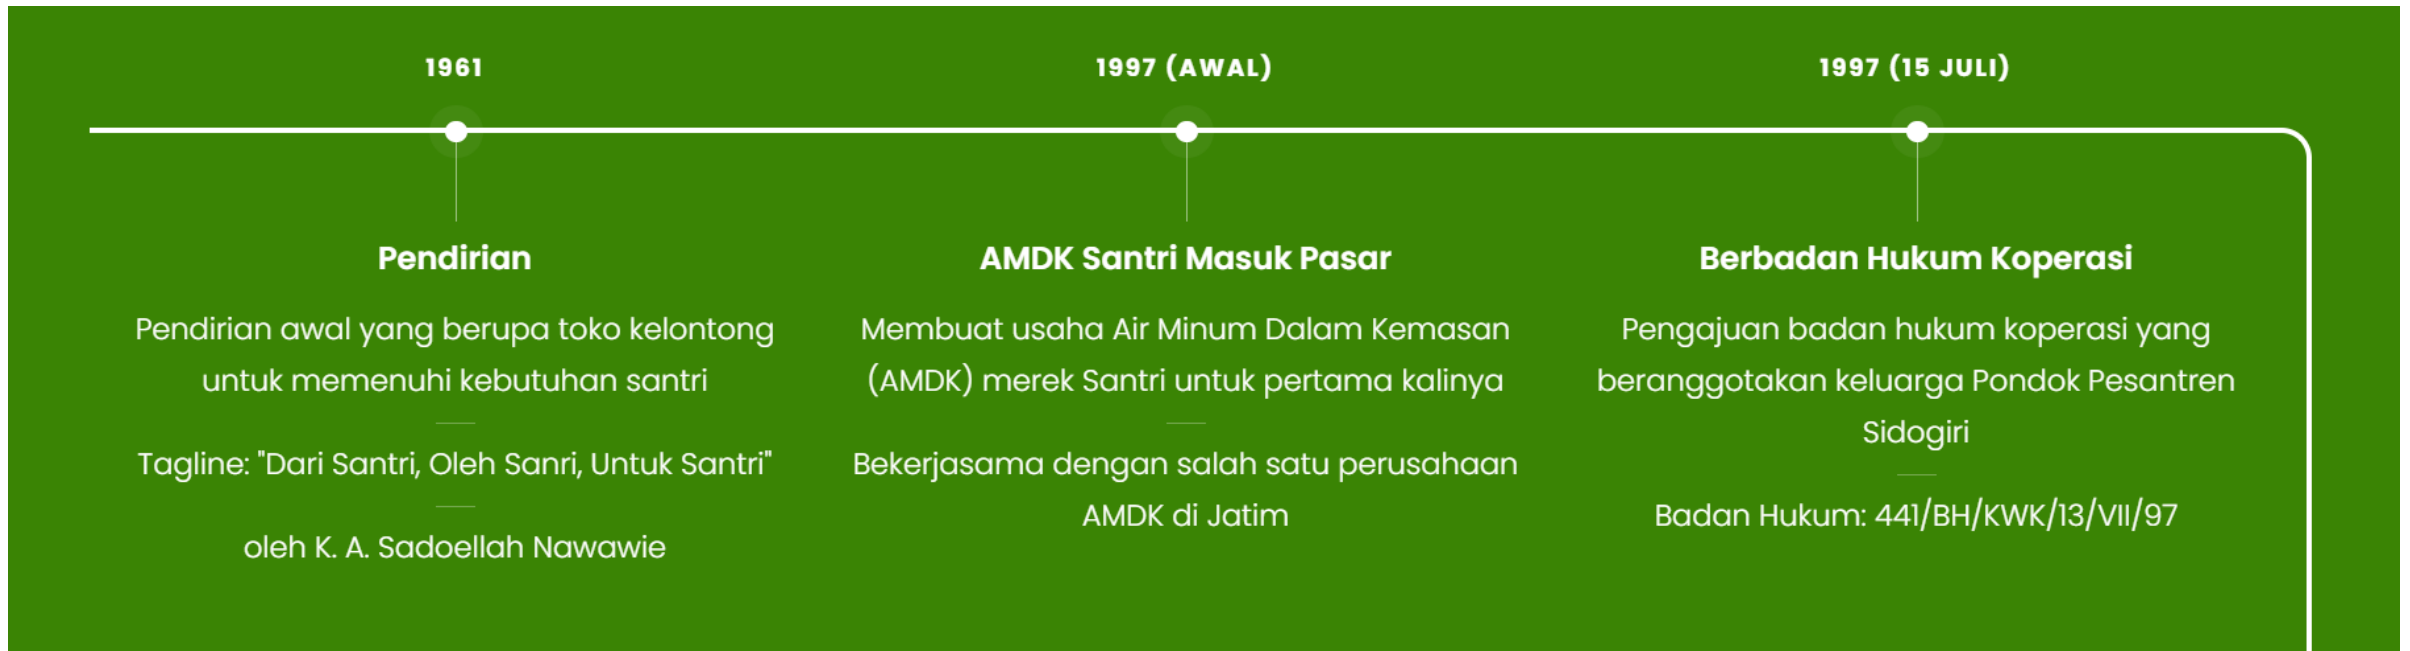 1961
Pendirian
Pendirian awal yang berupa toko kelontong
untuk memenuhi kebutuhan santri
Tagline: "Dari Santri, Oleh Sanri, Untuk Santri"
oleh K. A. Sadoellah Nawawie
1997 (AWAL)
AMDK Santri Masuk Pasar
Membuat usaha Air Minum Dalam Kemasan
(AMDK) merek Santri untuk pertama kalinya
Bekerjasama dengan salah satu perusahaan
AMDK di Jatim
1997 (15 JULI)
Berbadan Hukum Koperasi
Pengajuan badan hukum koperasi yang
beranggotakan keluarga Pondok Pesantren
Sidogiri
Badan Hukum: 441/BH/KWK/13/VII/97